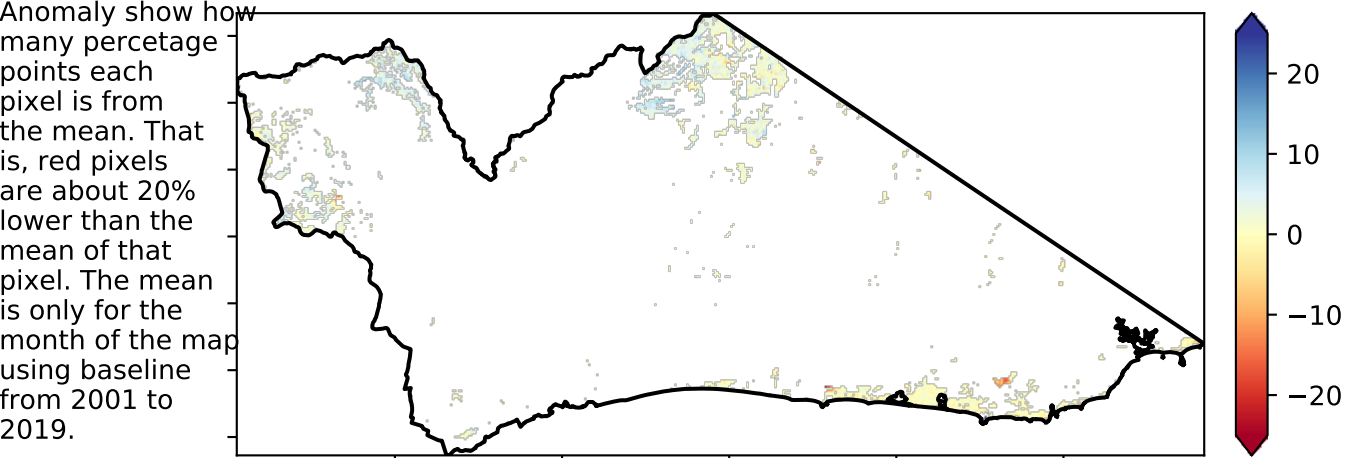 Anomaly show how
many percetage
points each
pixel is from
the mean. That
is, red pixels
are about 20%
lower than the
mean of that
pixel. The mean
is only for the
month of the map
using baseline
from 2001 to
2019.
20
10
0
−10
−20